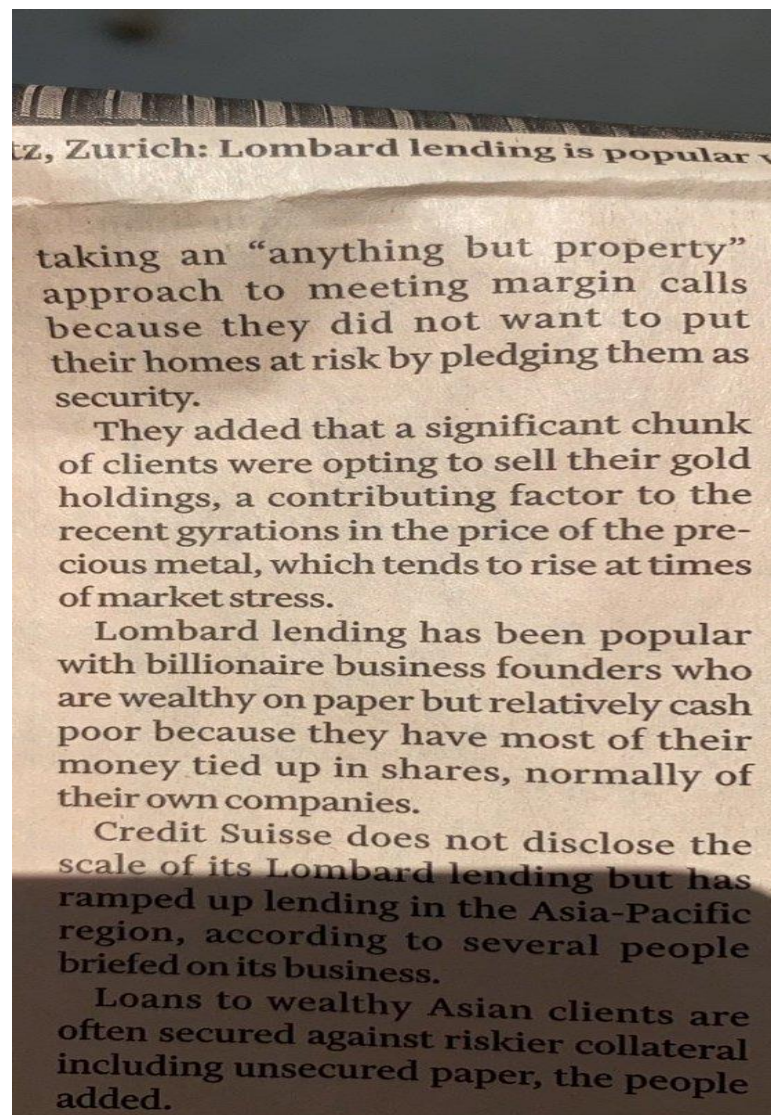 tz, Zurich: Lombard lending is popular
taking an “anything but property”
approach to meeting margin calls
because they did not want to put
their homes at risk by pledging them as
security.
They added that a significant chunk
of clients were opting to sell their gold
holdings, a contributing factor to the
recent gyrations in the price of the pre-
cious metal, which tends to rise at times
of market stress.
Lombard lending has been popular
with billionaire business founders who
are wealthy on paper but relatively cash
poor because they have most of their
money tied up in shares, normally of
their own companies.
Credit Suisse does not disclose the
scale of its Lombard lending but has
ramped up lending in the Asia-Pacific
region, according to several people
briefed on its business.
Loans to wealthy Asian clients are
often secured against riskier collateral
including unsecured paper, the people
added.